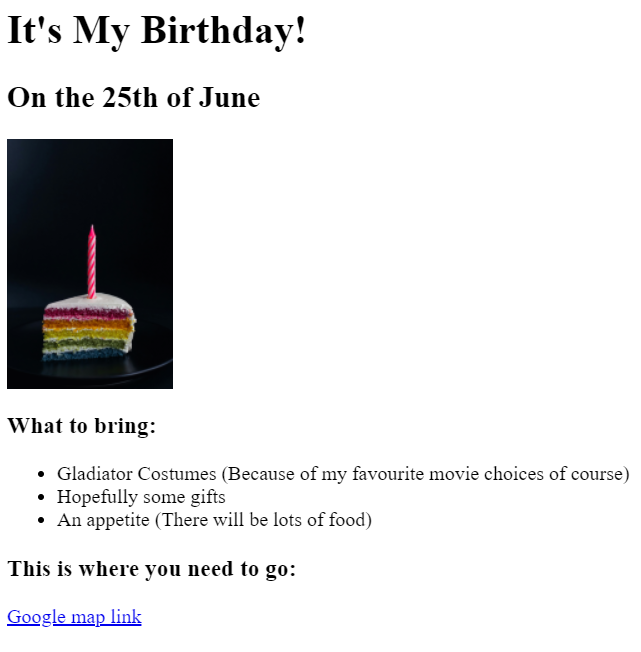 It's My Birthday!
On the 25th of June
What to bring:
Gladiator Costumes (Because of my favourite movie choices of course)
Hopefully some gifts
An appetite (There will be lots of food)
This is where you need to go:
Google map link